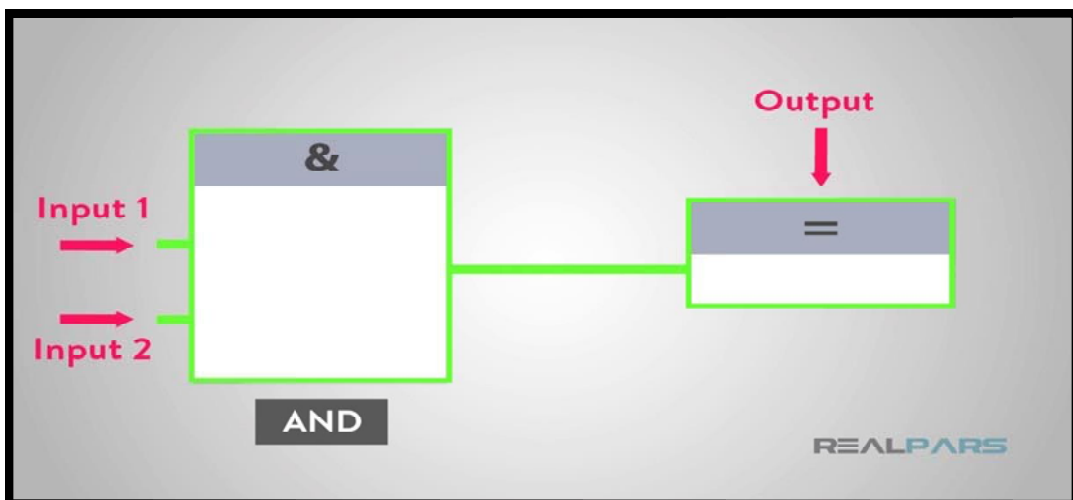 Output
&
Input 1
=
Input 2
AND
REALPARS